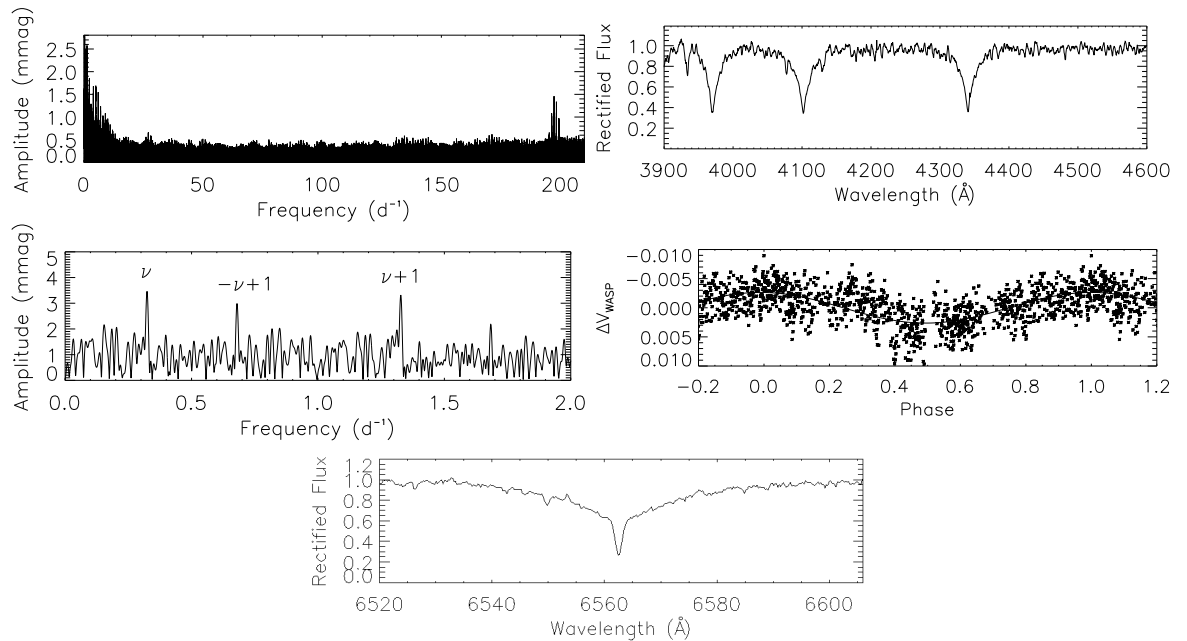 Amplitude (mmag)
2.5
2.0
1.5
1.0
0.5
0.0
0 50 100 150 200
Frequency (d⁻¹)
Rectified Flux
1.0
0.8
0.6
0.4
0.2
3900 4000 4100 4200 4300 4400 4500 4600
Wavelength (Å)
Amplitude (mmag)
5
4
3
2
1
0
ν
-ν+1
ν+1
0.0 0.5 1.0 1.5 2.0
Frequency (d⁻¹)
ΔV_WASP
−0.010
−0.005
0.000
0.005
0.010
−0.2 0.0 0.2 0.4 0.6 0.8 1.0 1.2
Phase
Rectified Flux
1.2
1.0
0.8
0.6
0.4
0.2
0.0
6520 6540 6560 6580 6600
Wavelength (Å)